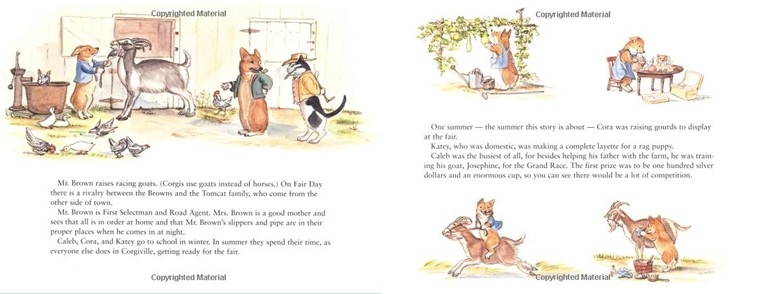 Copyrighted Material
Mr. Brown raises racing goats. (Corgis use goats instead of horses.) On Fair Day
there is a rivalry between the Browns and the Tomcat family, who come from the
other side of town.
Mr. Brown is First Selectman and Road Agent. Mrs. Brown is a good mother and
sees that all is in order at home and that Mr. Brown's slippers and pipe are in their
proper places when he comes in at night.
Caleb, Cora, and Katey go to school in winter. In summer they spend their time, as
everyone else does in Corgiville, getting ready for the fair.
Copyrighted Material
Copyrighted Material
One summer — the summer this story is about — Cora was raising gourds to display
at the fair.
Katey, who was domestic, was making a complete layette for a rag puppy.
Caleb was the busiest of all, for besides helping his father with the farm, he was train-
ing his goat, Josephine, for the Grand Race. The first prize was to be one hundred silver
dollars and an enormous cup, so you can see there would be a lot of competition.
Copyrighted Material